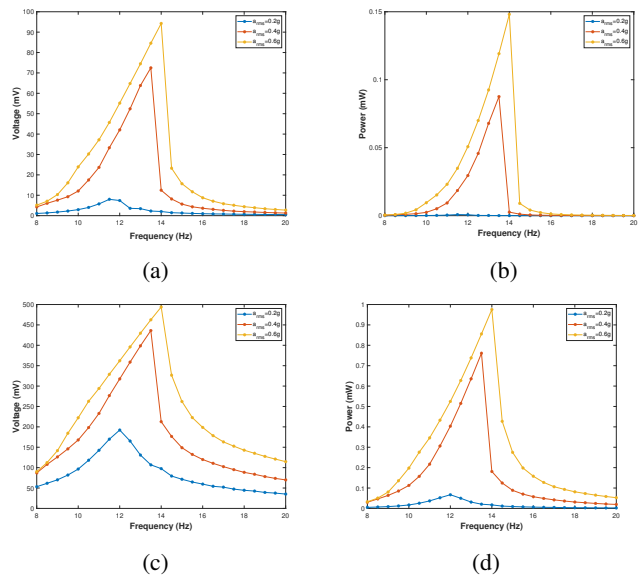 100
90
80
70
60
50
40
30
20
10
0
Voltage (mV)
8 10 12 14 16 18 20
Frequency (Hz)
a_rms=0.2g
a_rms=0.4g
a_rms=0.6g
(a)
0.15
0.1
0.05
0
Power (mW)
8 10 12 14 16 18 20
Frequency (Hz)
a_rms=0.2g
a_rms=0.4g
a_rms=0.6g
(b)
500
450
400
350
300
250
200
150
100
50
0
Voltage (mV)
8 10 12 14 16 18 20
Frequency (Hz)
a_rms=0.2g
a_rms=0.4g
a_rms=0.6g
(c)
1
0.9
0.8
0.7
0.6
0.5
0.4
0.3
0.2
0.1
0
Power (mW)
8 10 12 14 16 18 20
Frequency (Hz)
a_rms=0.2g
a_rms=0.4g
a_rms=0.6g
(d)